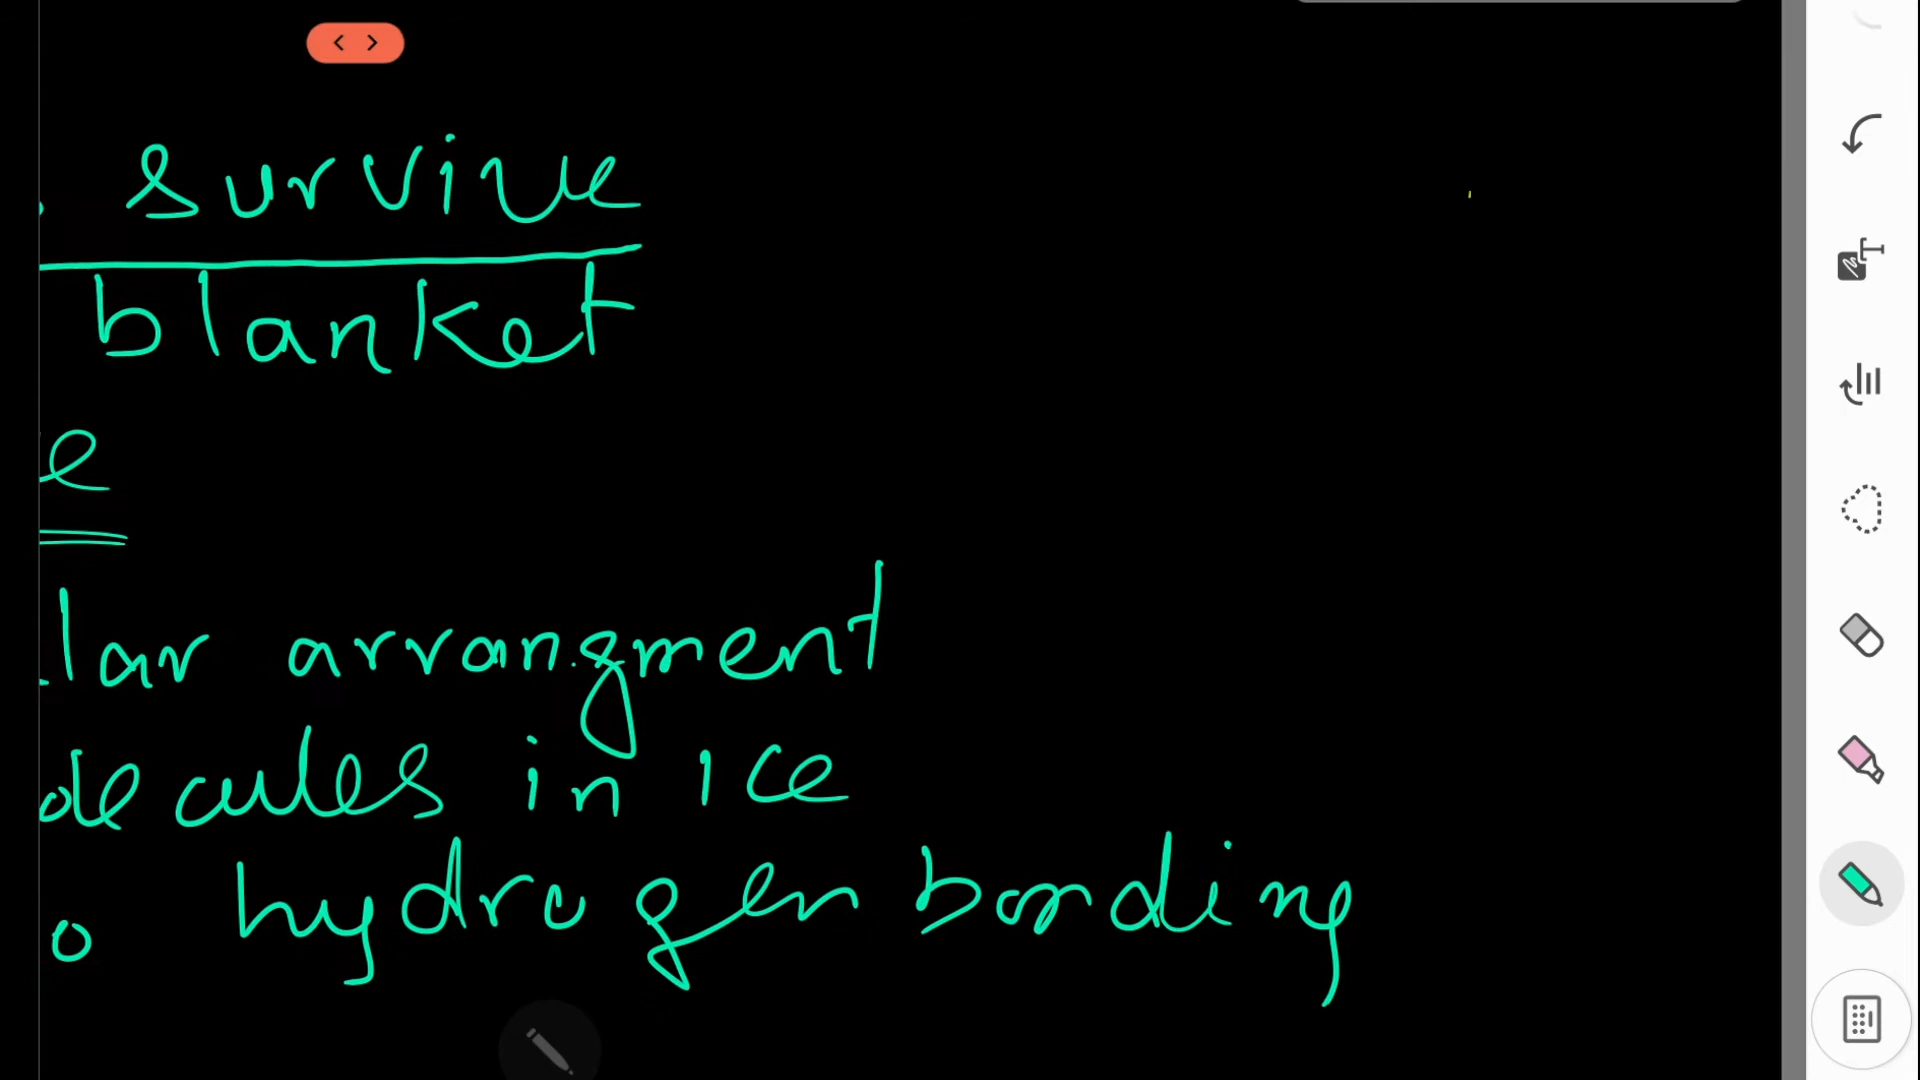 survive
blanket
e
lar arrangment
olecules in ice
o hydrogen bonding